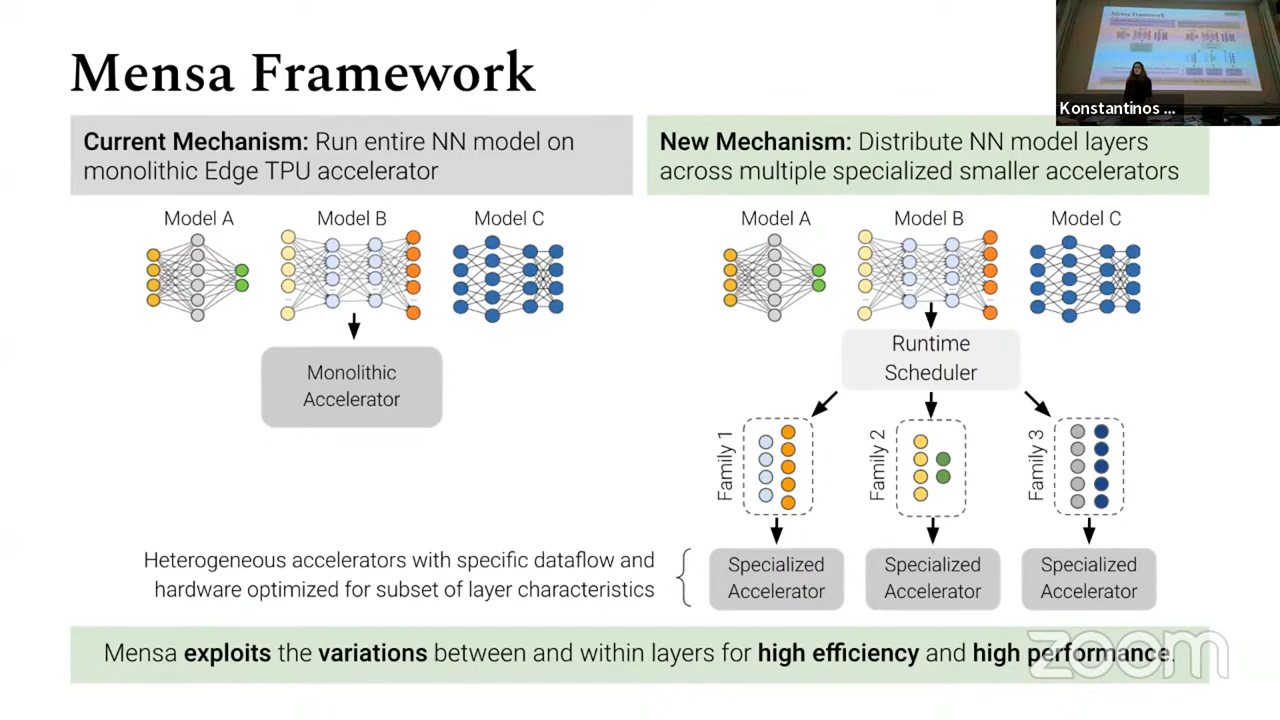 Mensa Framework
Konstantinos ...
Current Mechanism: Run entire NN model on
monolithic Edge TPU accelerator
New Mechanism: Distribute NN model layers
across multiple specialized smaller accelerators
Model A
Model B
Model C
Model A
Model B
Model C
Monolithic
Accelerator
Runtime
Scheduler
Family 1
Family 2
Family 3
Heterogeneous accelerators with specific dataflow and
hardware optimized for subset of layer characteristics
Specialized
Accelerator
Specialized
Accelerator
Specialized
Accelerator
Mensa exploits the variations between and within layers for high efficiency and high performance.
zoom